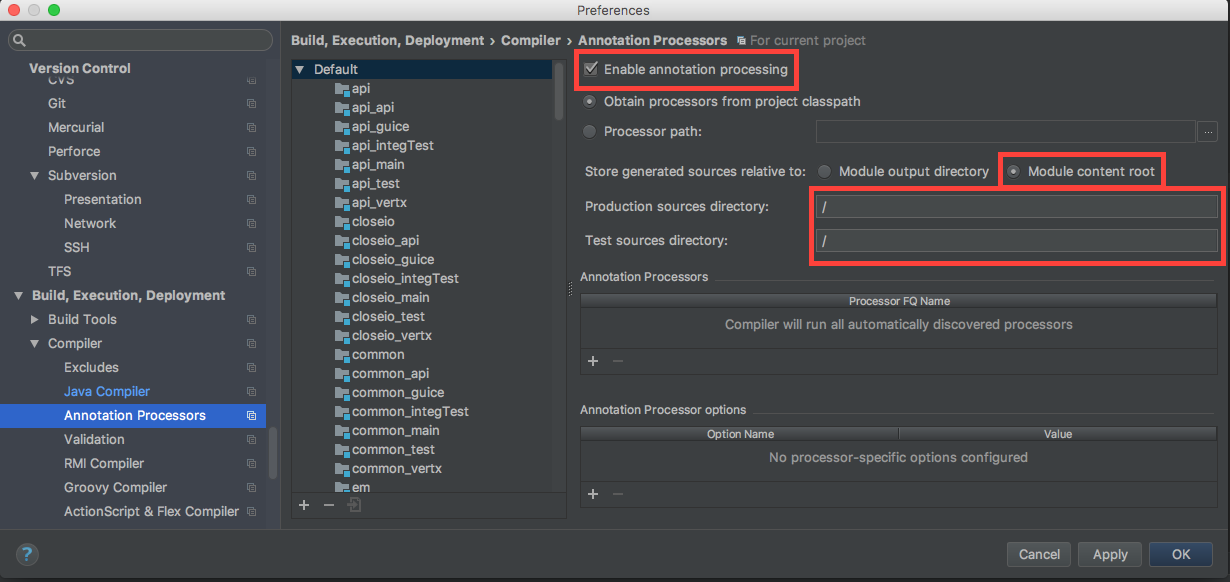 Preferences
Version Control
CVS
Git
Mercurial
Perforce
Subversion
Presentation
Network
SSH
TFS
Build, Execution, Deployment
Build Tools
Compiler
Excludes
Java Compiler
Annotation Processors
Validation
RMI Compiler
Groovy Compiler
ActionScript & Flex Compiler
Build, Execution, Deployment › Compiler › Annotation Processors For current project
Default
api
api_api
api_guice
api_integTest
api_main
api_test
api_vertx
closeio
closeio_api
closeio_guice
closeio_integTest
closeio_main
closeio_test
closeio_vertx
common
common_api
common_guice
common_integTest
common_main
common_test
common_vertx
em
Enable annotation processing
Obtain processors from project classpath
Processor path:
...
Store generated sources relative to: Module output directory Module content root
Production sources directory: /
Test sources directory: /
Annotation Processors
Processor FQ Name
Compiler will run all automatically discovered processors
Annotation Processor options
Option Name Value
No processor-specific options configured
? Cancel Apply OK